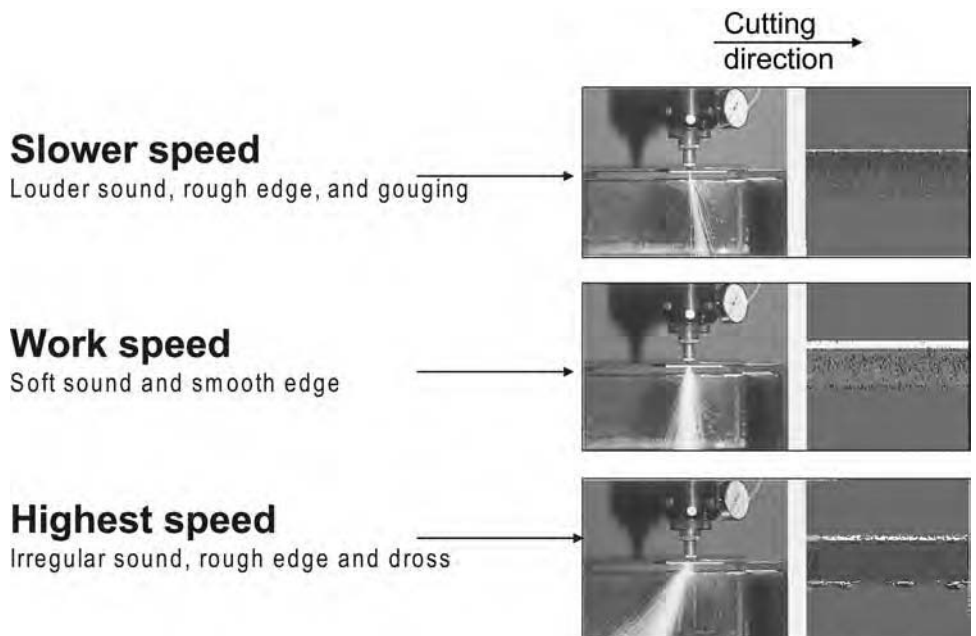 Cutting
direction
Slower speed
Louder sound, rough edge, and gouging
Work speed
Soft sound and smooth edge
Highest speed
Irregular sound, rough edge and dross